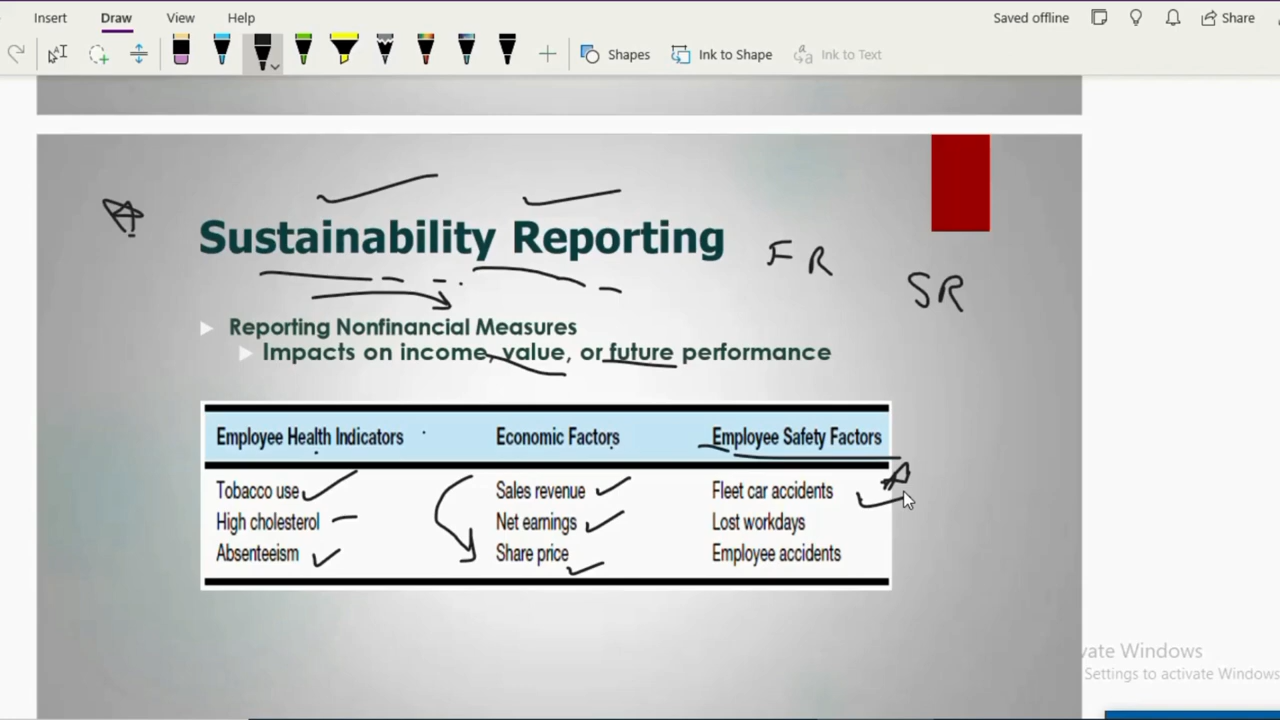 Insert Draw View Help Saved offline Share
Shapes Ink to Shape Ink to Text
Sustainability Reporting
F R
S R
Reporting Nonfinancial Measures
Impacts on income, value, or future performance
Employee Health Indicators Economic Factors Employee Safety Factors
Tobacco use Sales revenue Fleet car accidents
High cholesterol Net earnings Lost workdays
Absenteeism Share price Employee accidents
vate Windows
Settings to activate Windows